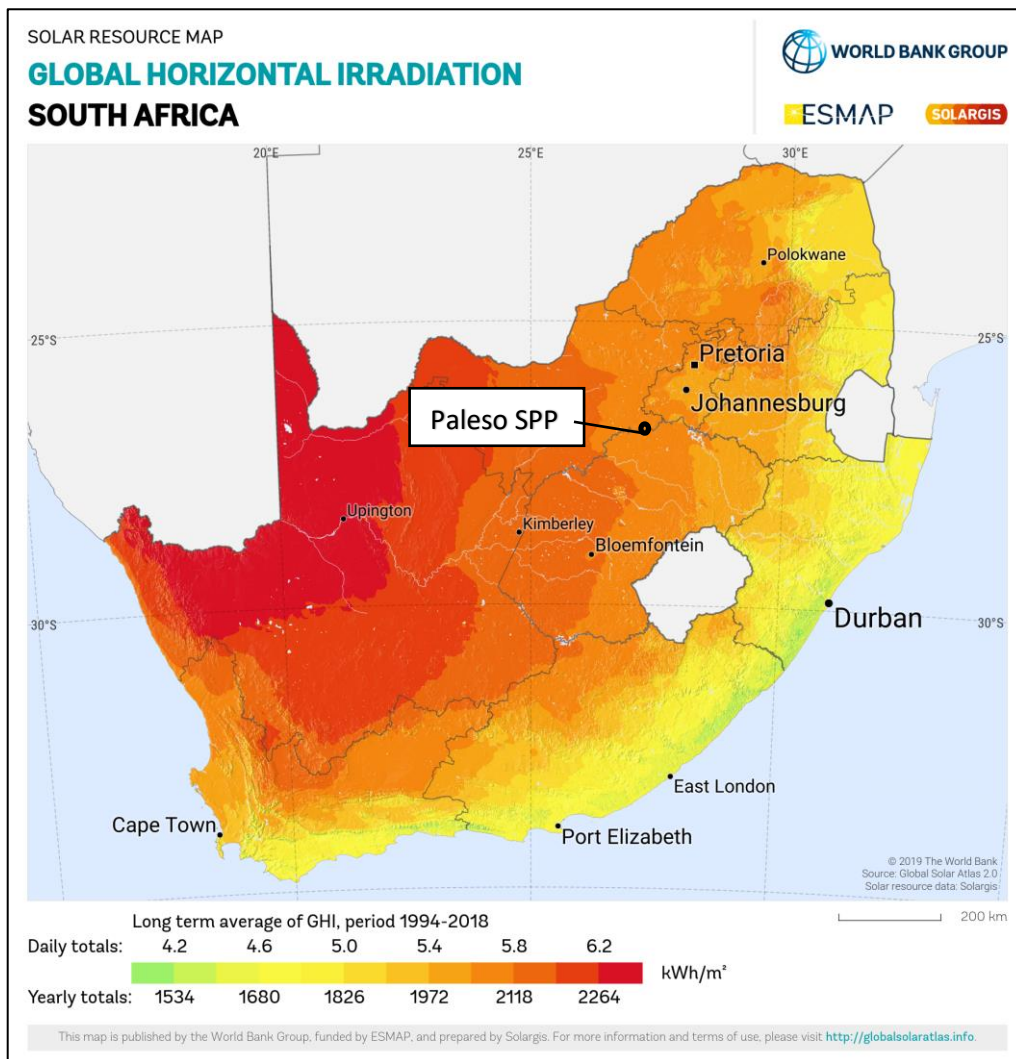 SOLAR RESOURCE MAP
GLOBAL HORIZONTAL IRRADIATION
SOUTH AFRICA
WORLD BANK GROUP
ESMAP
SOLARGIS
20°E 25°E 30°E
Polokwane
25°S 25°S
Pretoria
Johannesburg
Paleso SPP
Upington
Kimberley
Bloemfontein
Durban
30°S 30°S
East London
Cape Town
Port Elizabeth
© 2019 The World Bank
Source: Global Solar Atlas 2.0
Solar resource data: Solargis
200 km
Long term average of GHI, period 1994-2018
Daily totals: 4.2 4.6 5.0 5.4 5.8 6.2
kWh/m²
Yearly totals: 1534 1680 1826 1972 2118 2264
This map is published by the World Bank Group, funded by ESMAP, and prepared by Solargis. For more information and terms of use, please visit http://globalsolaratlas.info.